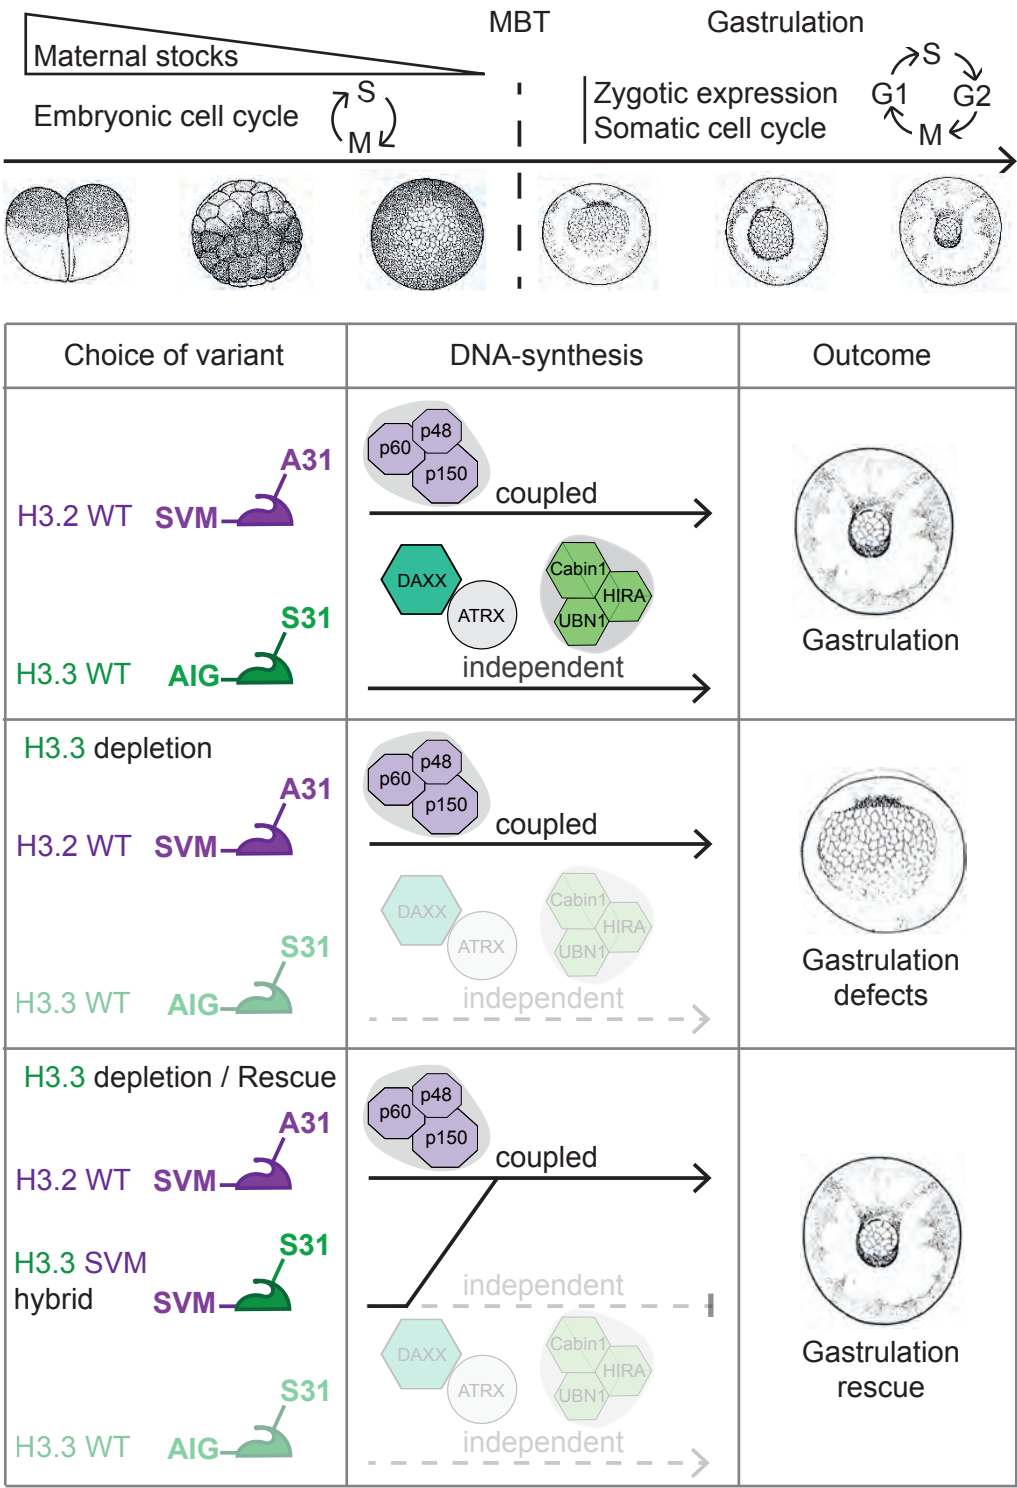 MBT
Gastrulation
Maternal stocks
Embryonic cell cycle
S
M
Zygotic expression
Somatic cell cycle
S
G1
G2
M
Choice of variant
DNA-synthesis
Outcome
A31
H3.2 WT
SVM
S31
H3.3 WT
AIG
p48
p60
p150
coupled
DAXX
ATRX
Cabin1
HIRA
UBN1
independent
Gastrulation
H3.3 depletion
A31
H3.2 WT
SVM
S31
H3.3 WT
AIG
p48
p60
p150
coupled
DAXX
ATRX
Cabin1
HIRA
UBN1
independent
Gastrulation
defects
H3.3 depletion / Rescue
A31
H3.2 WT
SVM
S31
H3.3 SVM
hybrid
SVM
S31
H3.3 WT
AIG
p48
p60
p150
coupled
independent
DAXX
ATRX
Cabin1
HIRA
UBN1
independent
Gastrulation
rescue